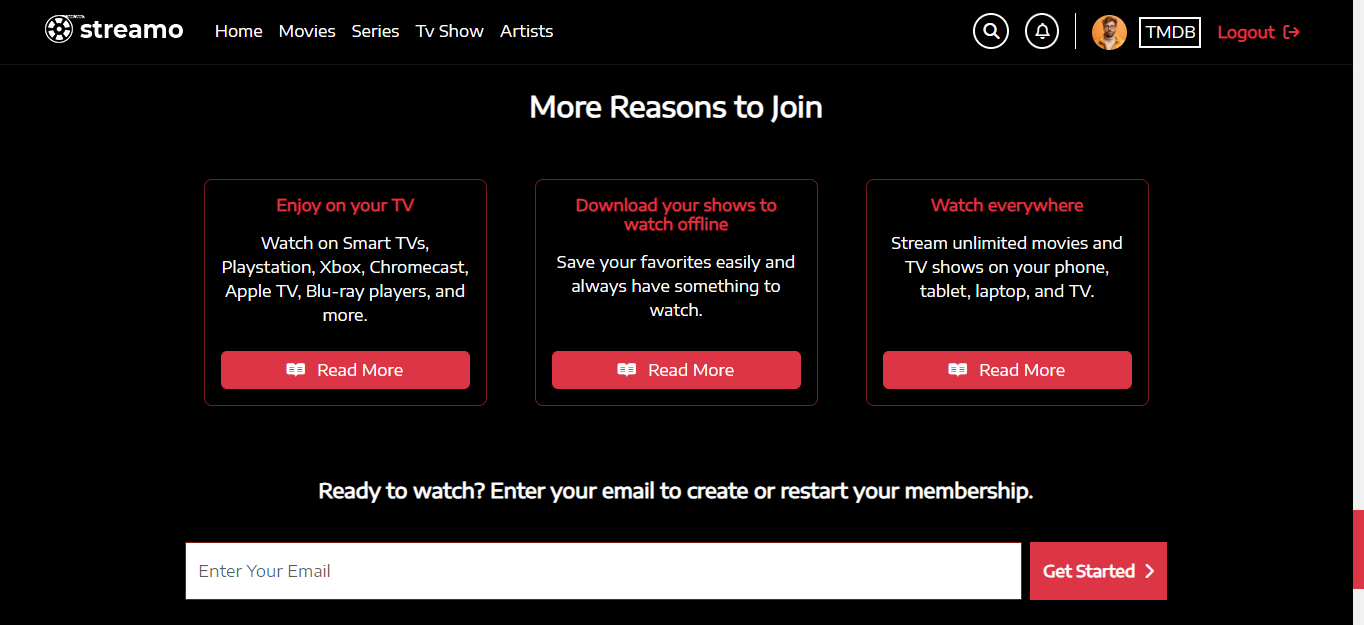 streamo Home Movies Series Tv Show Artists TMDB Logout
More Reasons to Join
Enjoy on your TV
Watch on Smart TVs,
Playstation, Xbox, Chromecast,
Apple TV, Blu-ray players, and
more.
Read More
Download your shows to
watch offline
Save your favorites easily and
always have something to
watch.
Read More
Watch everywhere
Stream unlimited movies and
TV shows on your phone,
tablet, laptop, and TV.
Read More
Ready to watch? Enter your email to create or restart your membership.
Enter Your Email
Get Started